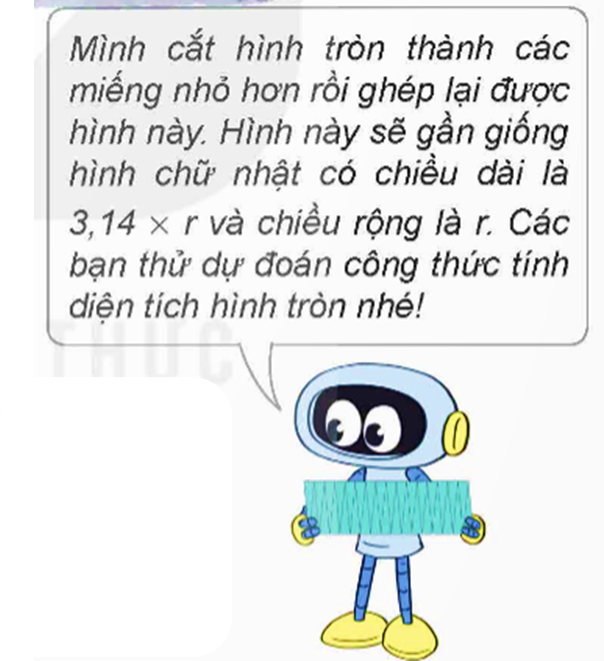 Mình cắt hình tròn thành các
miếng nhỏ hơn rồi ghép lại được
hình này. Hình này sẽ gần giống
hình chữ nhật có chiều dài là
3,14 × r và chiều rộng là r. Các
bạn thử dự đoán công thức tính
diện tích hình tròn nhé!
THỨC